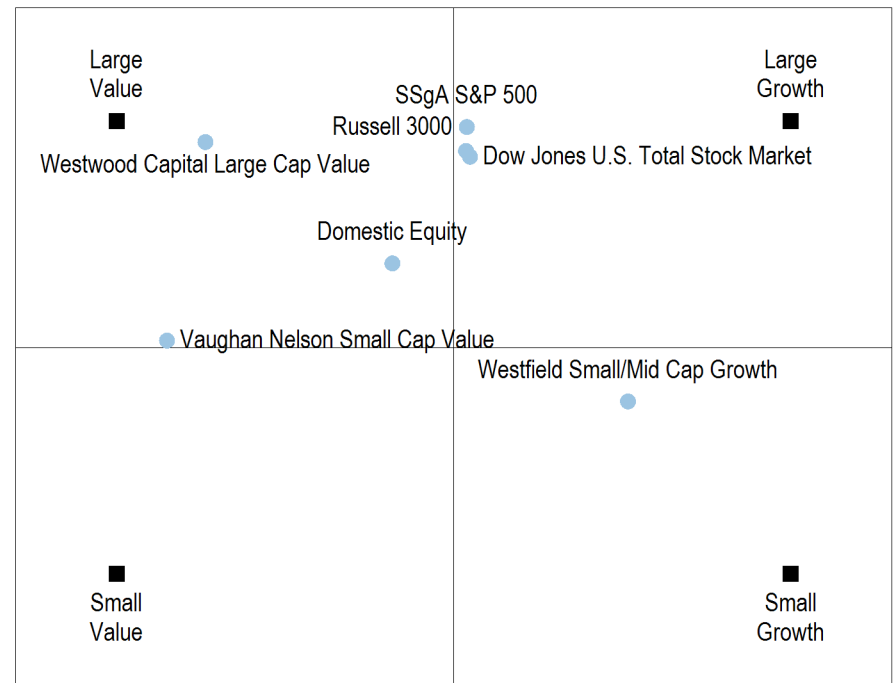 Large
Value
Large
Growth
SSgA S&P 500
Russell 3000
Westwood Capital Large Cap Value
Dow Jones U.S. Total Stock Market
Domestic Equity
Vaughan Nelson Small Cap Value
Westfield Small/Mid Cap Growth
Small
Value
Small
Growth